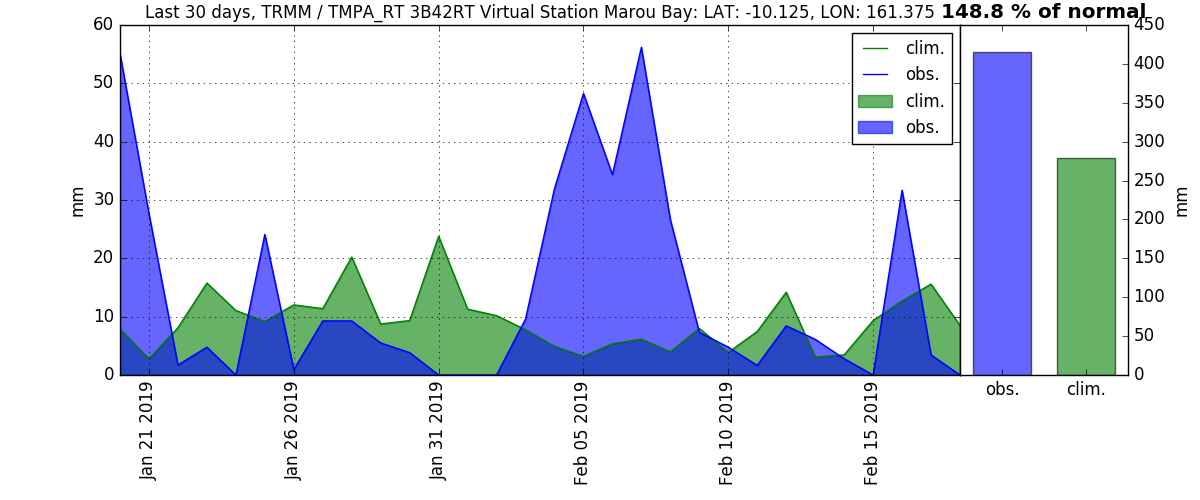 Last 30 days, TRMM / TMPA_RT 3B42RT Virtual Station Marou Bay: LAT: -10.125, LON: 161.375 148.8 % of normal
60
50
40
30
20
10
0
mm
clim.
obs.
clim.
obs.
450
400
350
300
250
200
150
100
50
0
mm
Jan 21 2019
Jan 26 2019
Jan 31 2019
Feb 05 2019
Feb 10 2019
Feb 15 2019
obs.
clim.